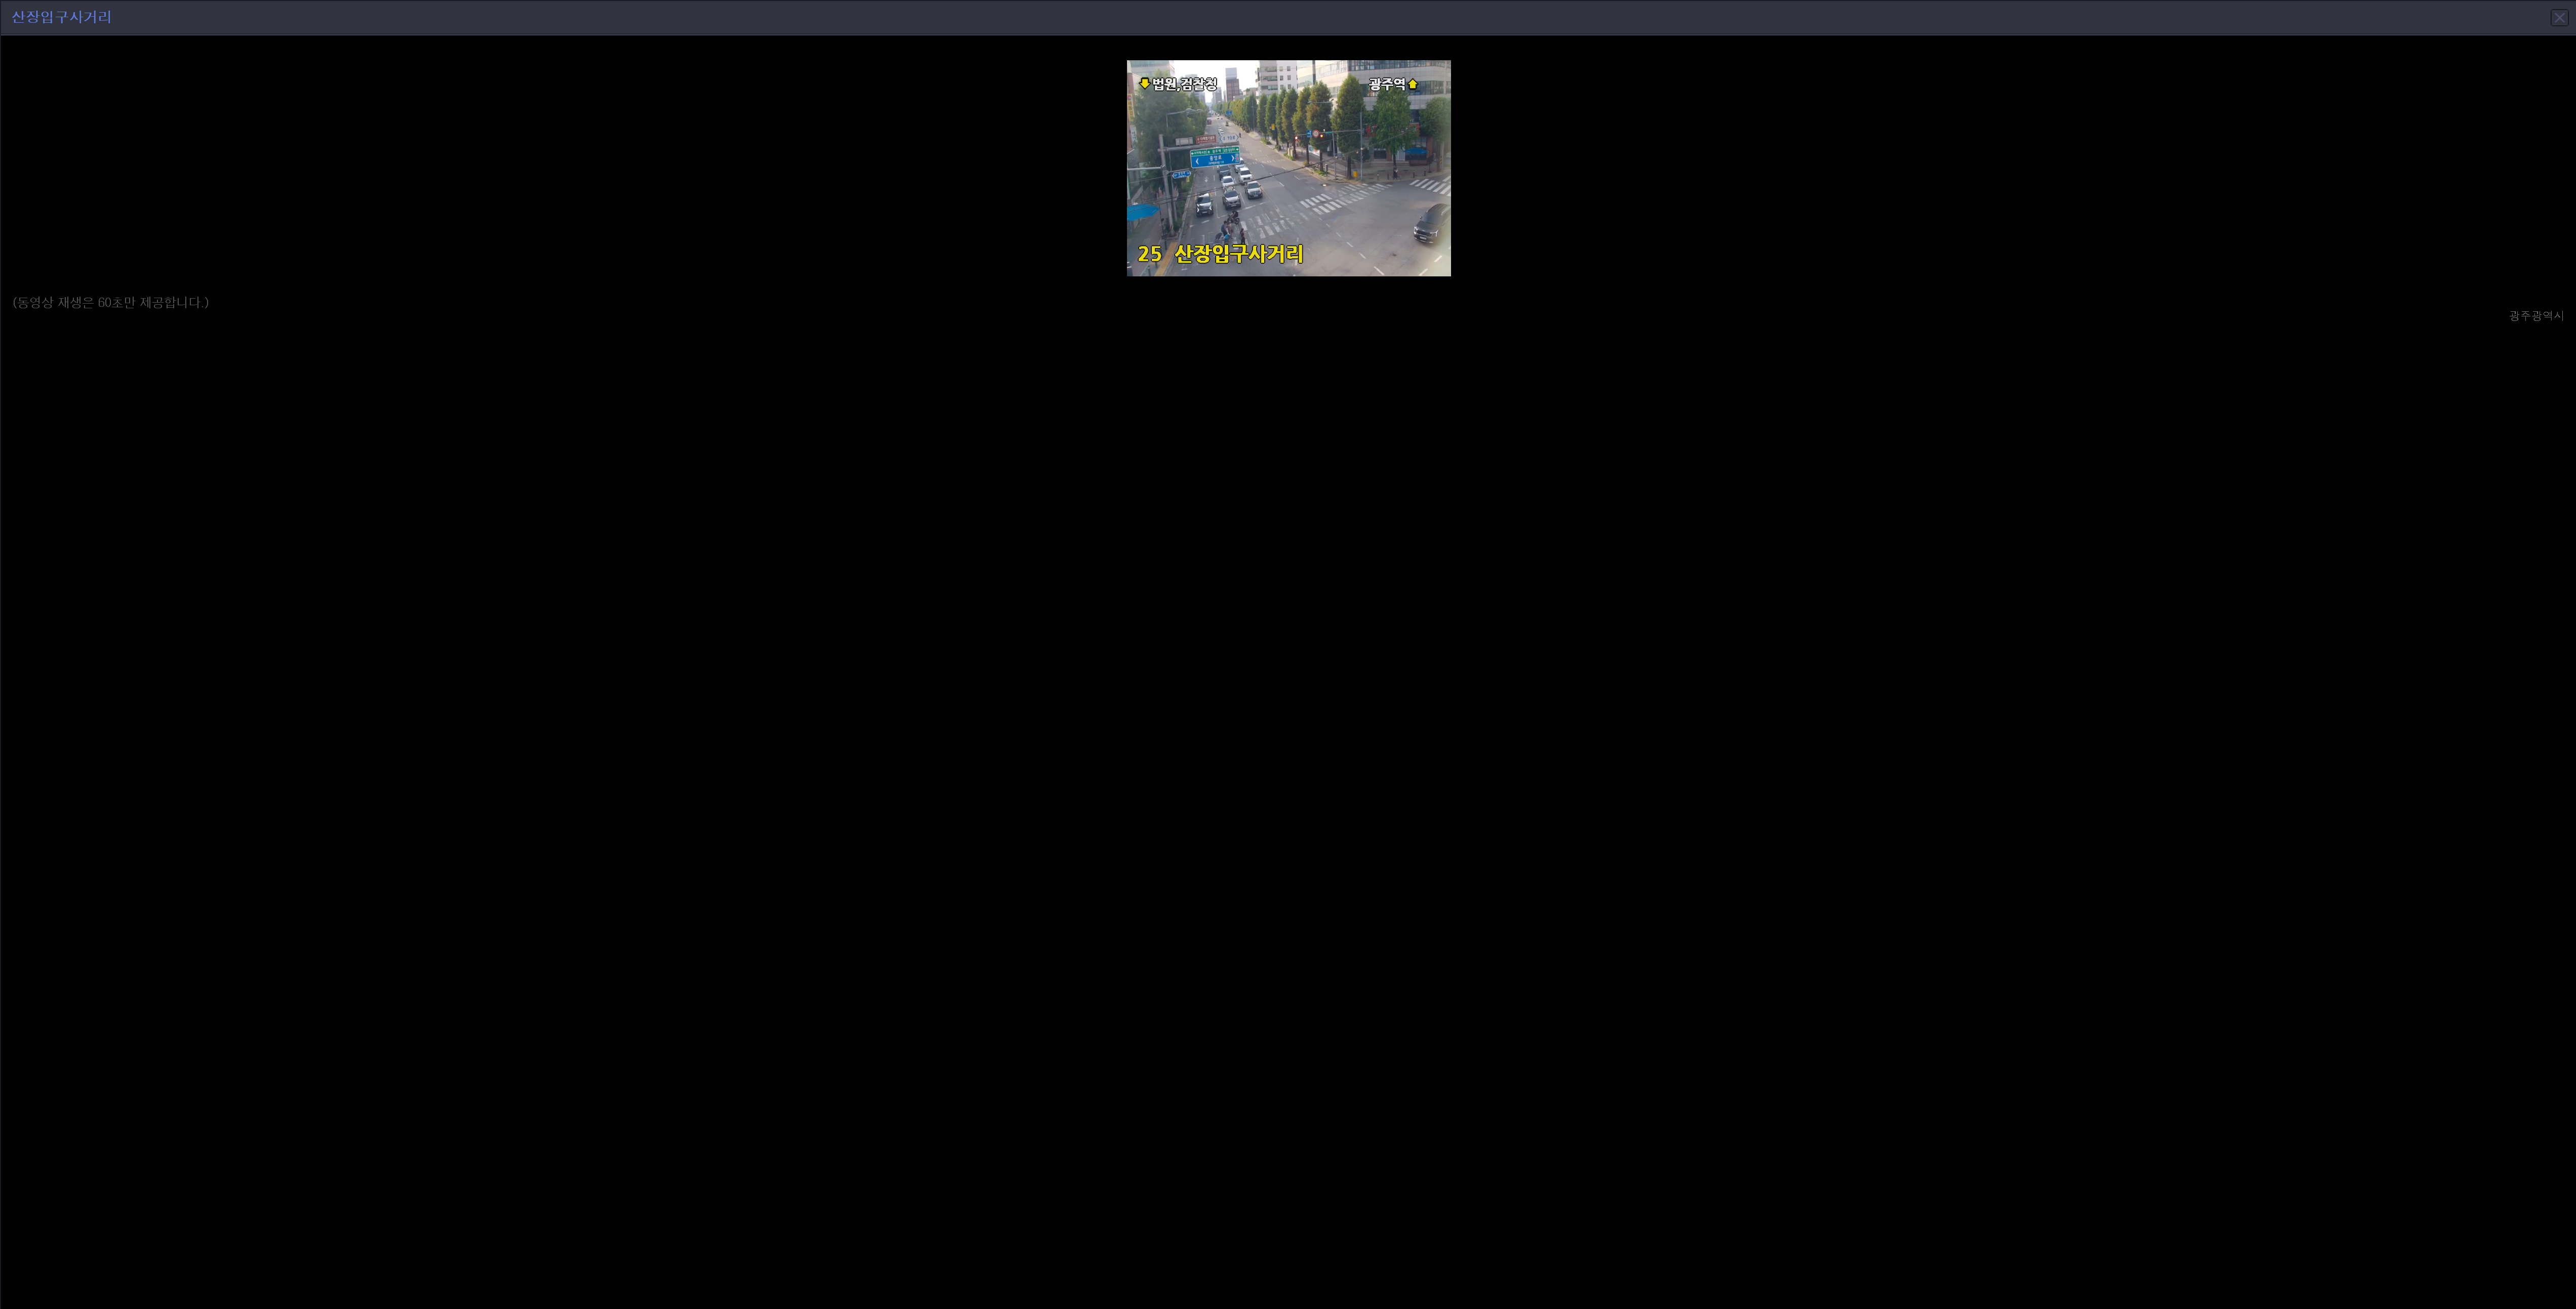 산장입구사거리
법원,검찰청
광주역
25 산장입구사거리
(동영상 재생은 60초만 제공합니다.)
광주광역시